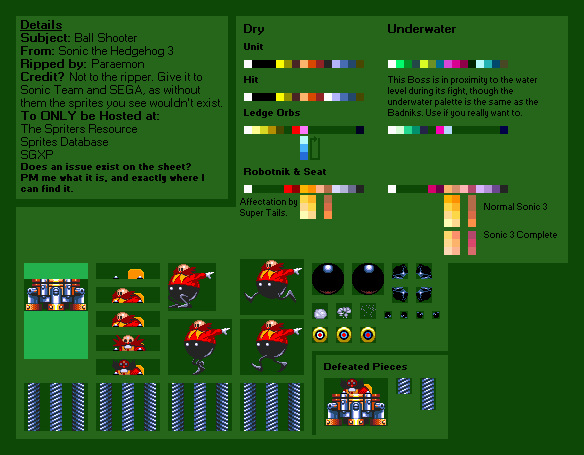 Details
Subject: Ball Shooter
From: Sonic the Hedgehog 3
Ripped by: Paraemon
Credit? Not to the ripper. Give it to
Sonic Team and SEGA, as without
them the sprites you see wouldn't exist.
To ONLY be Hosted at:
The Spriters Resource
Sprites Database
SGXP
Does an issue exist on the sheet?
PM me what it is, and exactly where I
can find it.
Dry
Unit
Hit
Ledge Orbs
Robotnik & Seat
Affectation by
Super Tails.
Underwater
This Boss is in proximity to the water
level during its fight, though the
underwater palette is the same as the
Badniks. Use if you really want to.
Normal Sonic 3
Sonic 3 Complete
Defeated Pieces